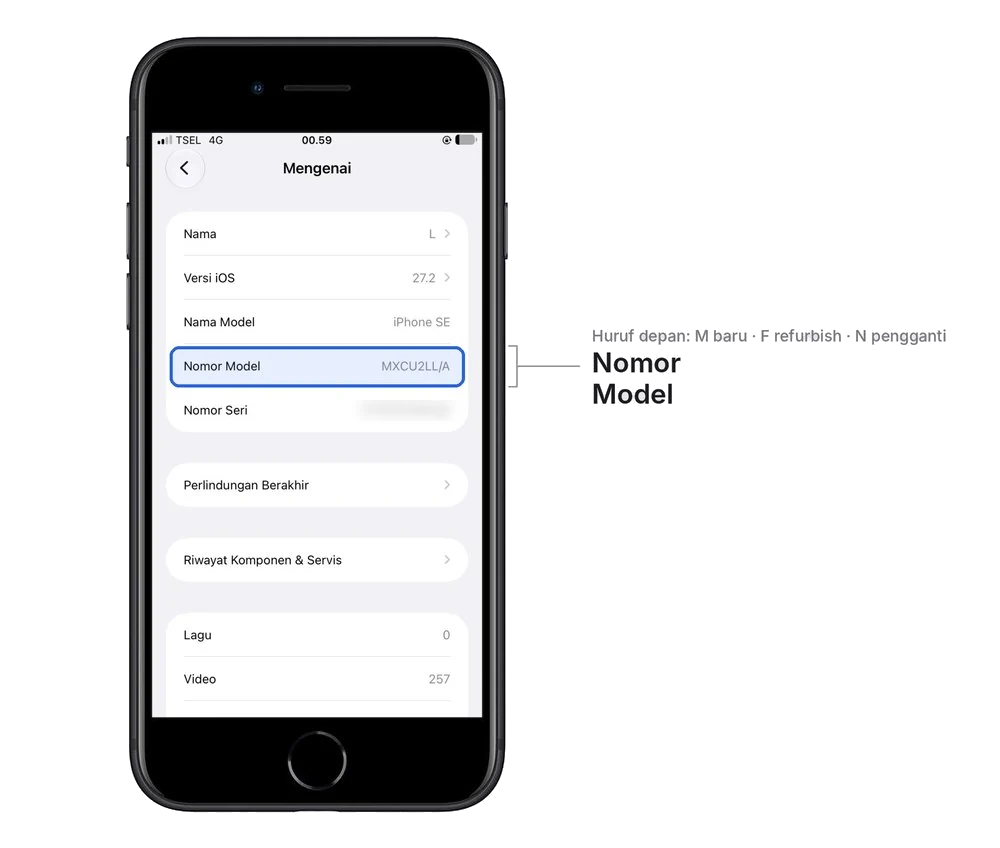 TSEL 4G 00.59
Mengenai
Nama L
Versi iOS 27.2
Nama Model iPhone SE
Nomor Model MXCU2LL/A
Nomor Seri
Perlindungan Berakhir
Riwayat Komponen & Servis
Lagu 0
Video 257
Huruf depan: M baru · F refurbish · N pengganti
Nomor
Model